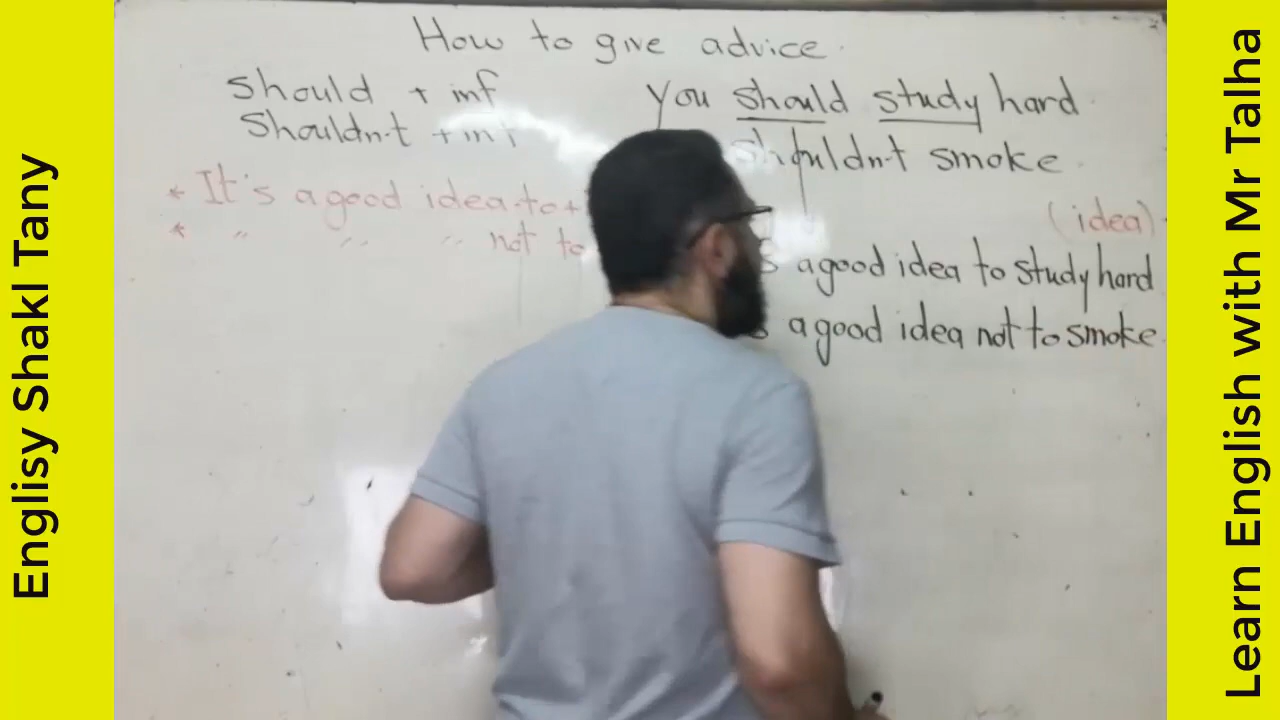 Englisy Shakl Tany
How to give advice.
should + inf
Shouldn't + inf
* It's a good idea to +
* " " " not to
you should study hard.
shouldn't smoke.
(idea)
s a good idea to study hard
s a good idea not to smoke.
Learn English with Mr Talha